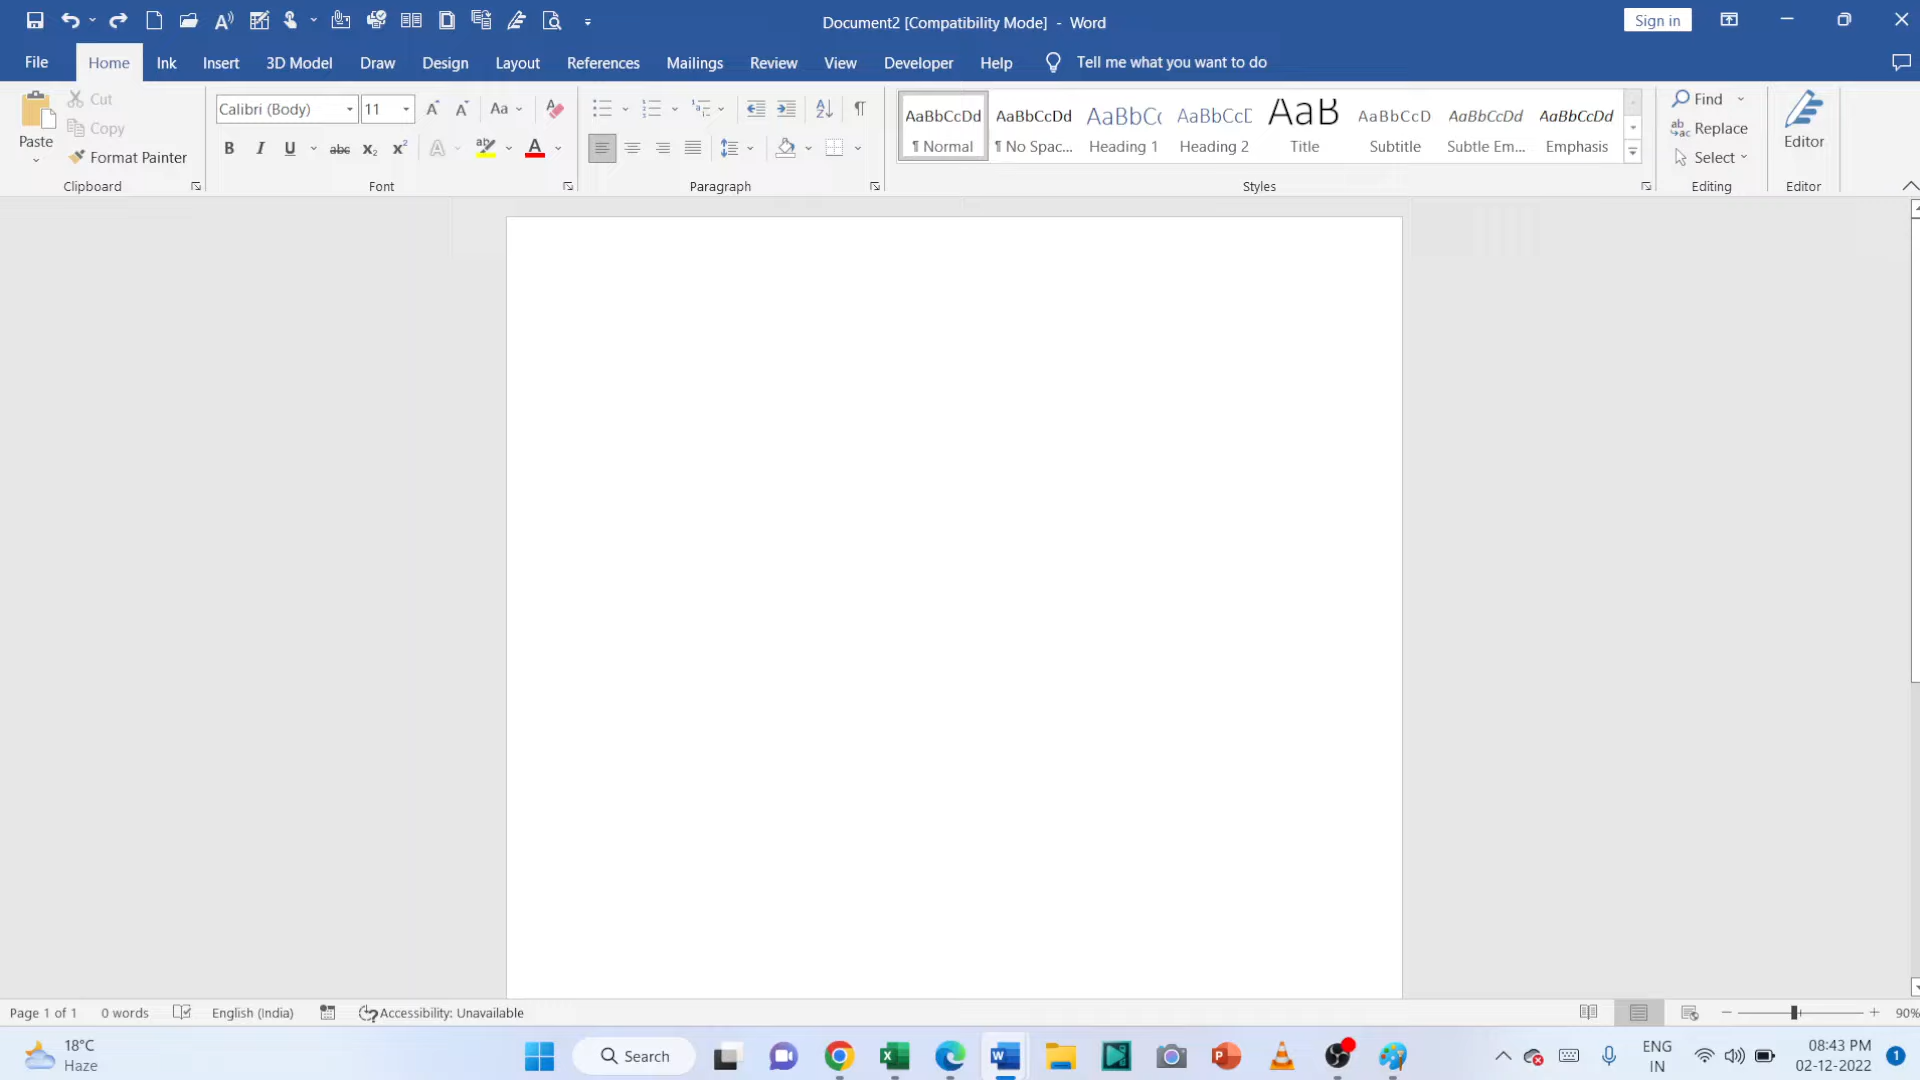 Document2 [Compatibility Mode] - Word
Sign in
File Home Ink Insert 3D Model Draw Design Layout References Mailings Review View Developer Help Tell me what you want to do
Paste
Cut
Copy
Format Painter
Clipboard
Calibri (Body) 11
Font
Paragraph
AaBbCcDd AaBbCcDd AaBbCc AaBbCcD AaB AaBbCcD AaBbCcDd AaBbCcDd
¶ Normal ¶ No Spac... Heading 1 Heading 2 Title Subtitle Subtle Em... Emphasis
Styles
Find
Replace
Select
Editing
Editor
Editor
Page 1 of 1 0 words English (India) Accessibility: Unavailable 90%
18°C
Haze
Search
ENG
IN
08:43 PM
02-12-2022
1